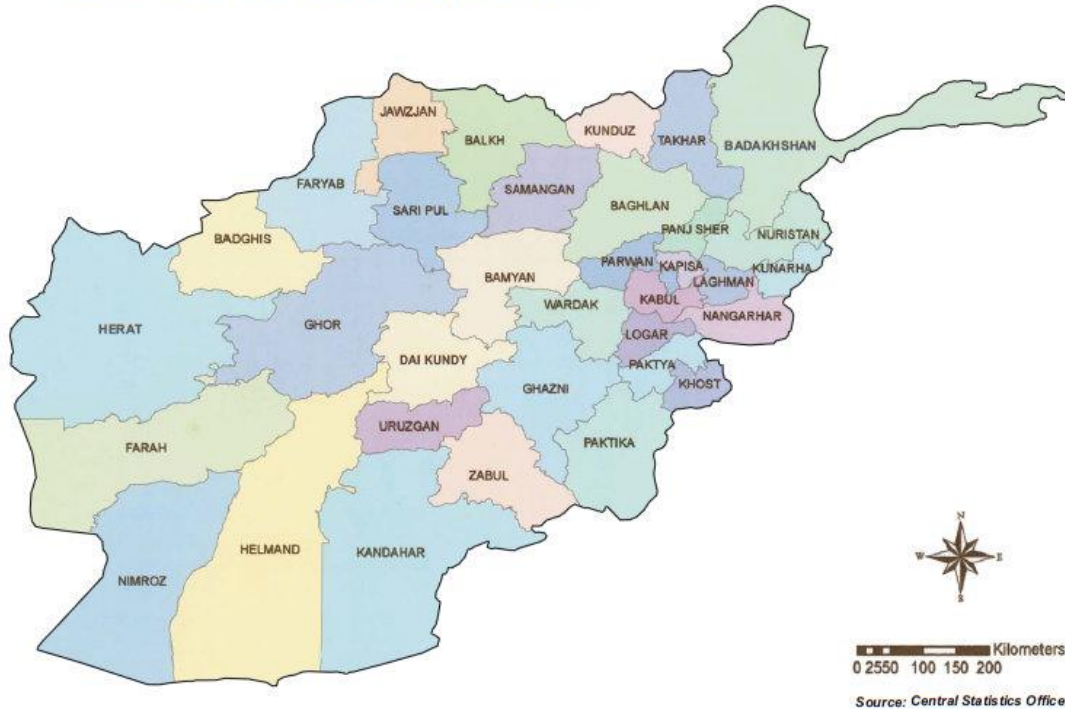 JAWZJAN
BALKH
KUNDUZ
TAKHAR
BADAKHSHAN
FARYAB
SAMANGAN
SARI PUL
BAGHLAN
PANJ SHER
NURISTAN
BADGHIS
PARWAN
KAPISA
KUNARHA
BAMYAN
LAGHMAN
WARDAK
KABUL
NANGARHAR
HERAT
GHOR
LOGAR
DAI KUNDY
PAKTYA
GHAZNI
KHOST
URUZGAN
FARAH
PAKTIKA
ZABUL
HELMAND
KANDAHAR
NIMROZ
N
W
E
S
Kilometers
0 2550 100 150 200
Source: Central Statistics Office